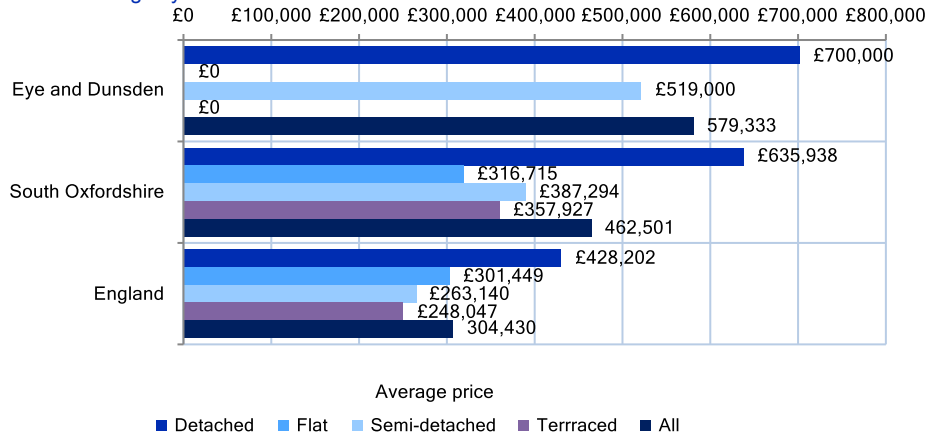 £0 £100,000 £200,000 £300,000 £400,000 £500,000 £600,000 £700,000 £800,000
£700,000
£0
Eye and Dunsden £519,000
£0
579,333
£635,938
£316,715
South Oxfordshire £387,294
£357,927
462,501
£428,202
£301,449
England £263,140
£248,047
304,430
Average price
Detached Flat Semi-detached Terrraced All